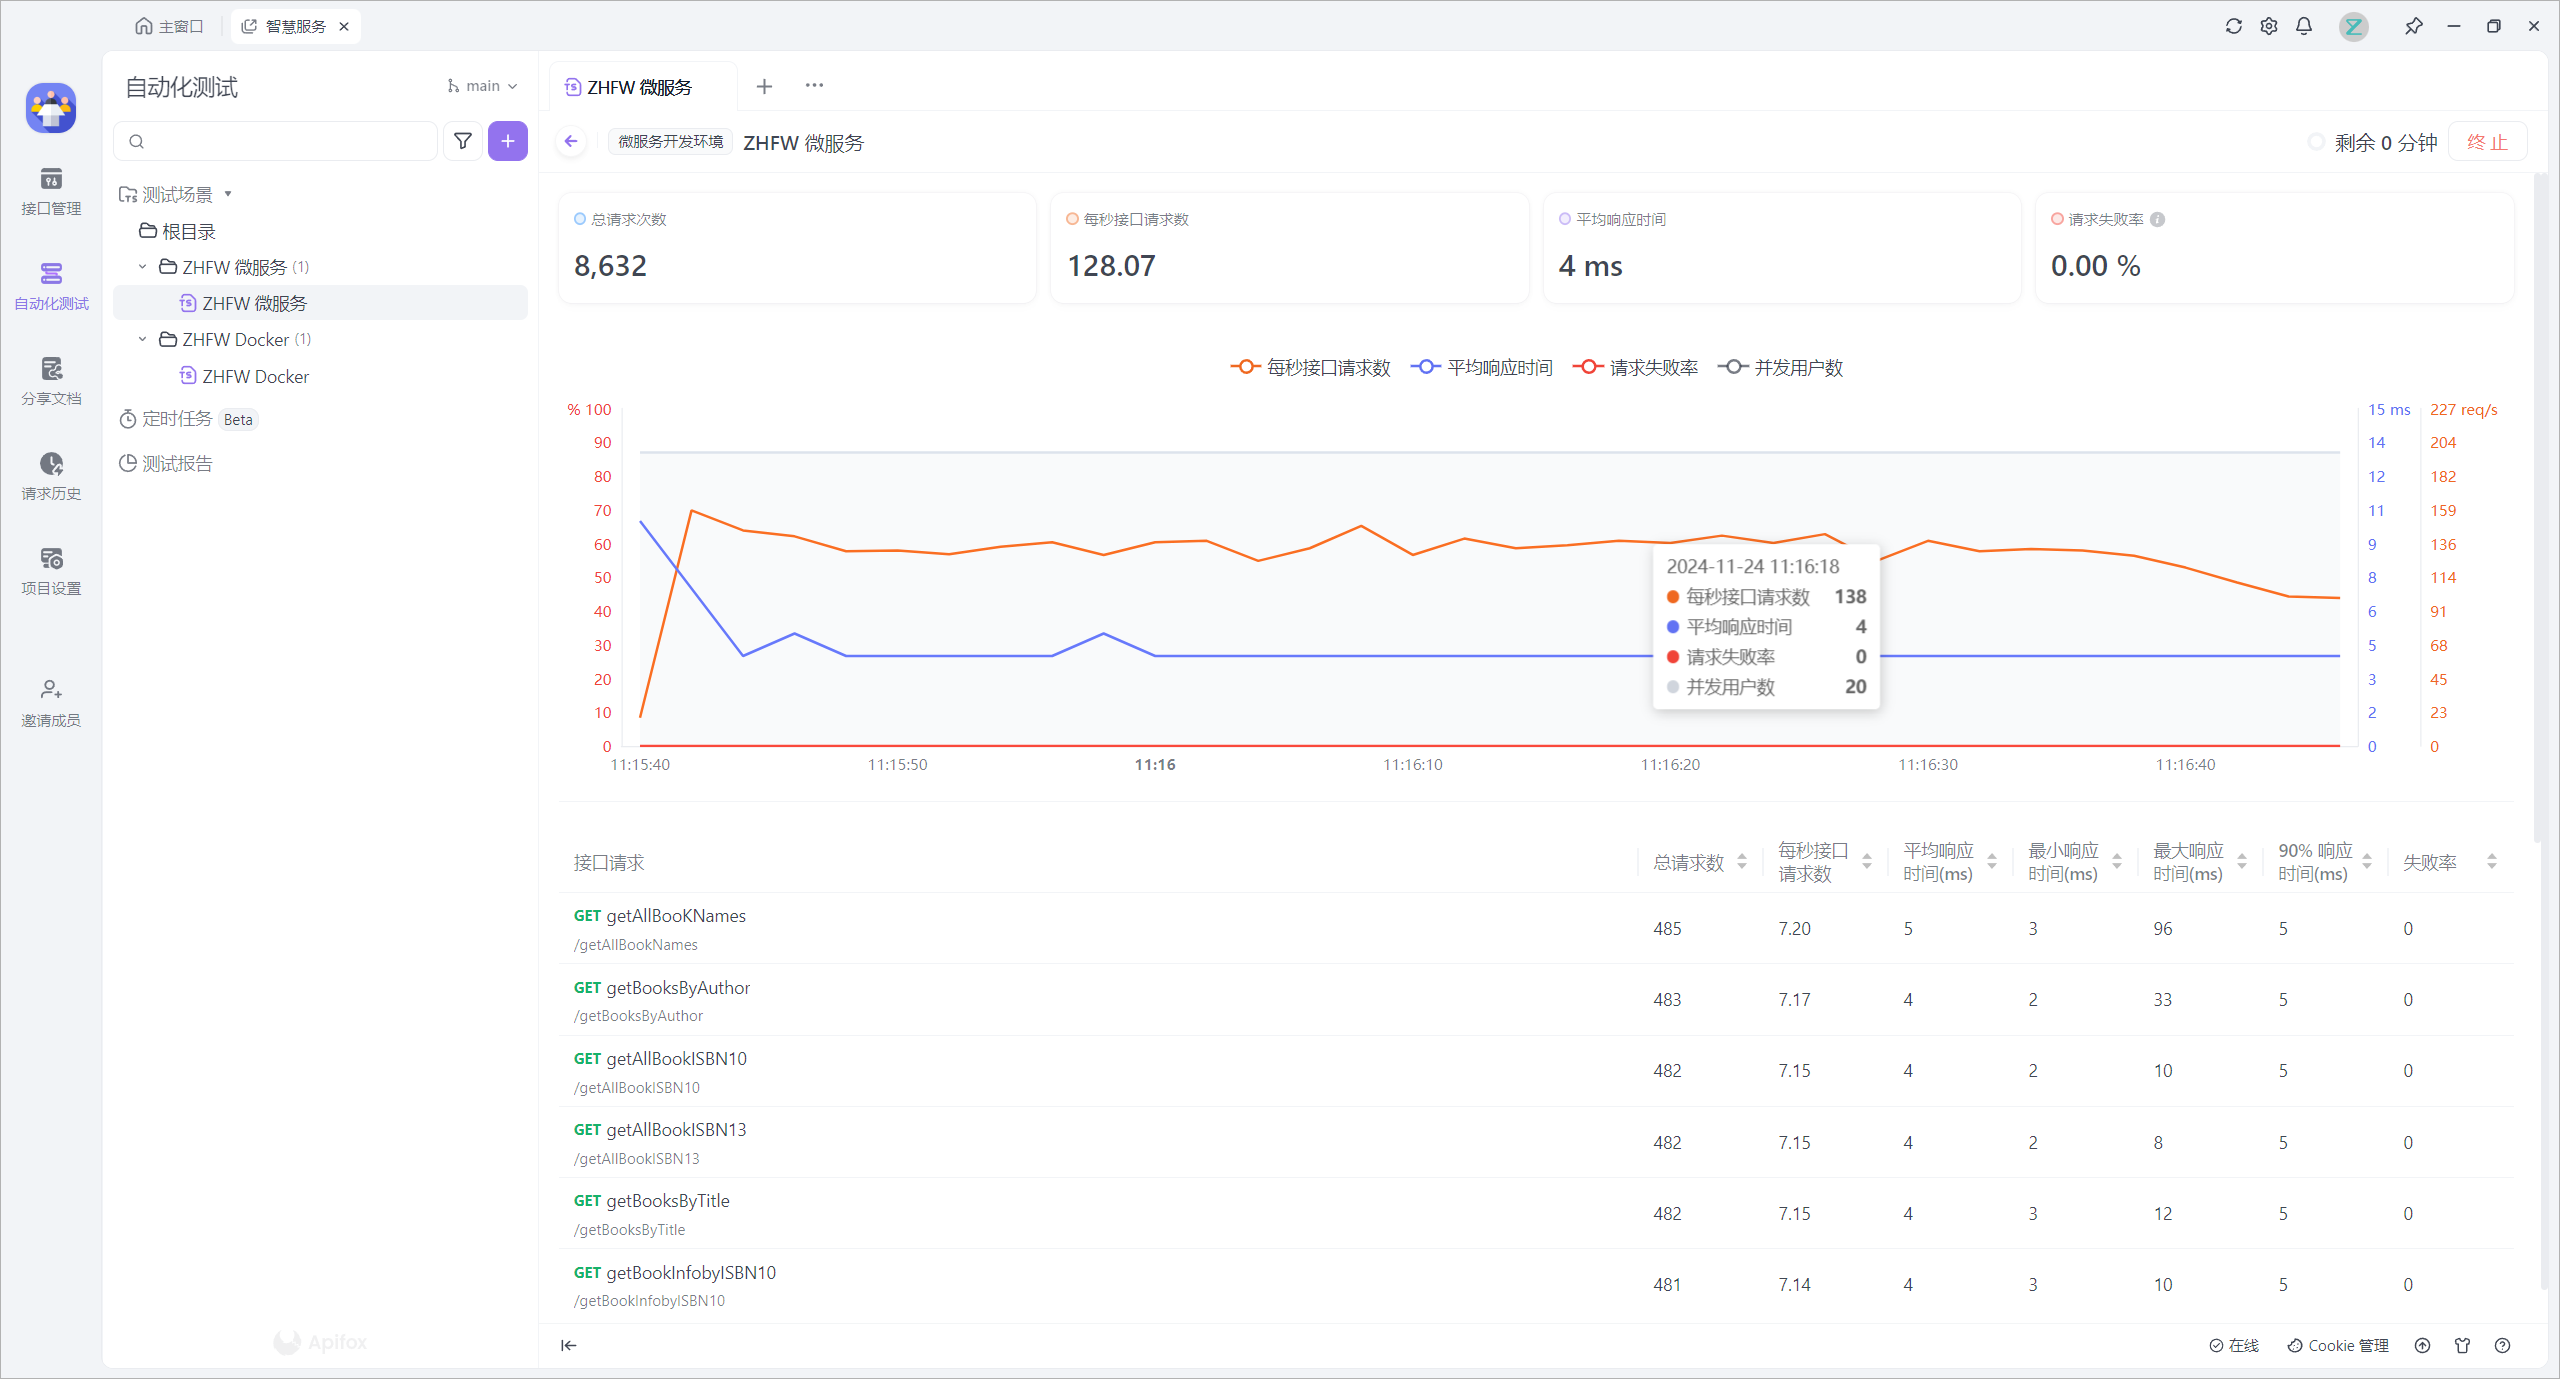 主窗口
智慧服务
接口管理
自动化测试
分享文档
请求历史
项目设置
邀请成员
自动化测试
main
测试场景
根目录
ZHFW 微服务 (1)
ZHFW 微服务
ZHFW Docker (1)
ZHFW Docker
定时任务 Beta
测试报告
Apifox
ZHFW 微服务
微服务开发环境 ZHFW 微服务
剩余 0 分钟 终止
总请求次数
8,632
每秒接口请求数
128.07
平均响应时间
4 ms
请求失败率
0.00 %
每秒接口请求数 平均响应时间 请求失败率 并发用户数
% 100 15 ms 227 req/s
90 14 204
80 12 182
70 11 159
60 9 136
50 8 114
40 6 91
30 5 68
20 3 45
10 2 23
0 0 0
2024-11-24 11:16:18
每秒接口请求数 138
平均响应时间 4
请求失败率 0
并发用户数 20
11:15:40 11:15:50 11:16 11:16:10 11:16:20 11:16:30 11:16:40
接口请求 总请求数 每秒接口请求数 平均响应时间(ms) 最小响应时间(ms) 最大响应时间(ms) 90% 响应时间(ms) 失败率
GET getAllBooKNames
/getAllBookNames
485 7.20 5 3 96 5 0
GET getBooksByAuthor
/getBooksByAuthor
483 7.17 4 2 33 5 0
GET getAllBookISBN10
/getAllBookISBN10
482 7.15 4 2 10 5 0
GET getAllBookISBN13
/getAllBookISBN13
482 7.15 4 2 8 5 0
GET getBooksByTitle
/getBooksByTitle
482 7.15 4 3 12 5 0
GET getBookInfobyISBN10
/getBookInfobyISBN10
481 7.14 4 3 10 5 0
在线 Cookie 管理